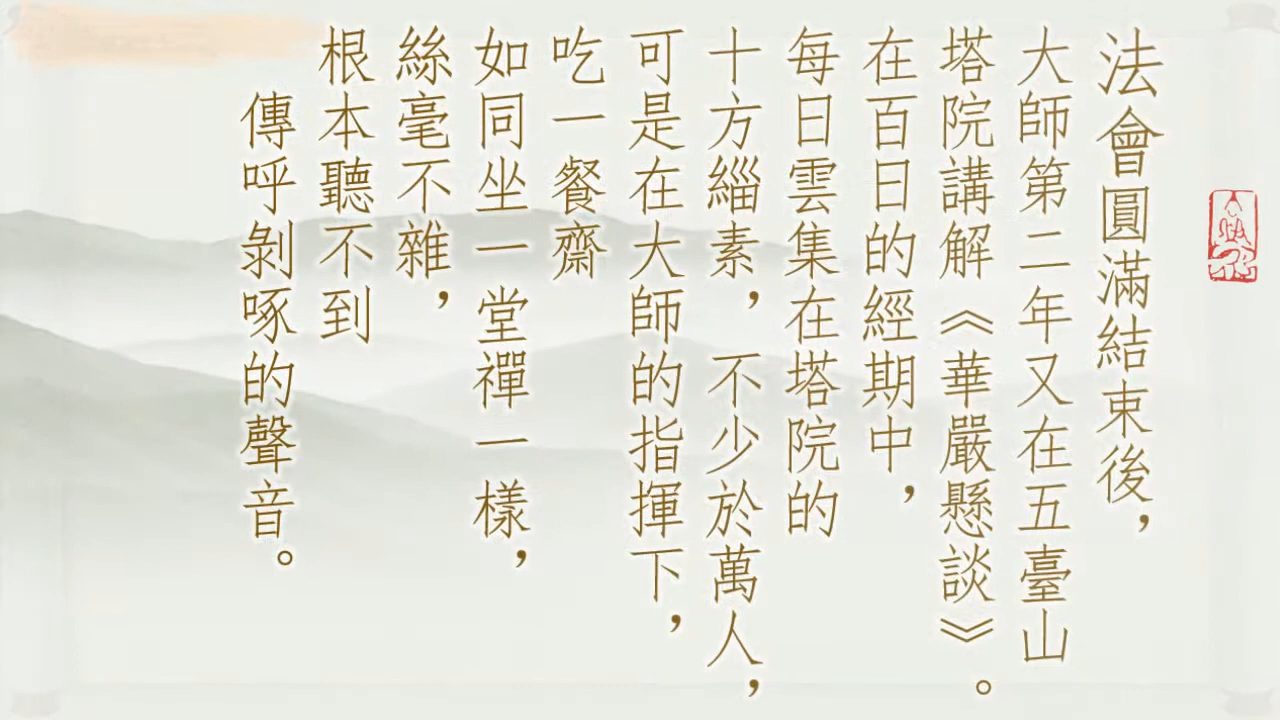 法會圓滿結束後，
大師第二年又在五臺山
塔院講解《華嚴懸談》。
在百日的經期中，
每日雲集在塔院的
十方緇素，不少於萬人，
可是在大師的指揮下，
吃一餐齋
如同坐一堂禪一樣，
絲毫不雜，
根本聽不到
傳呼剝啄的聲音。